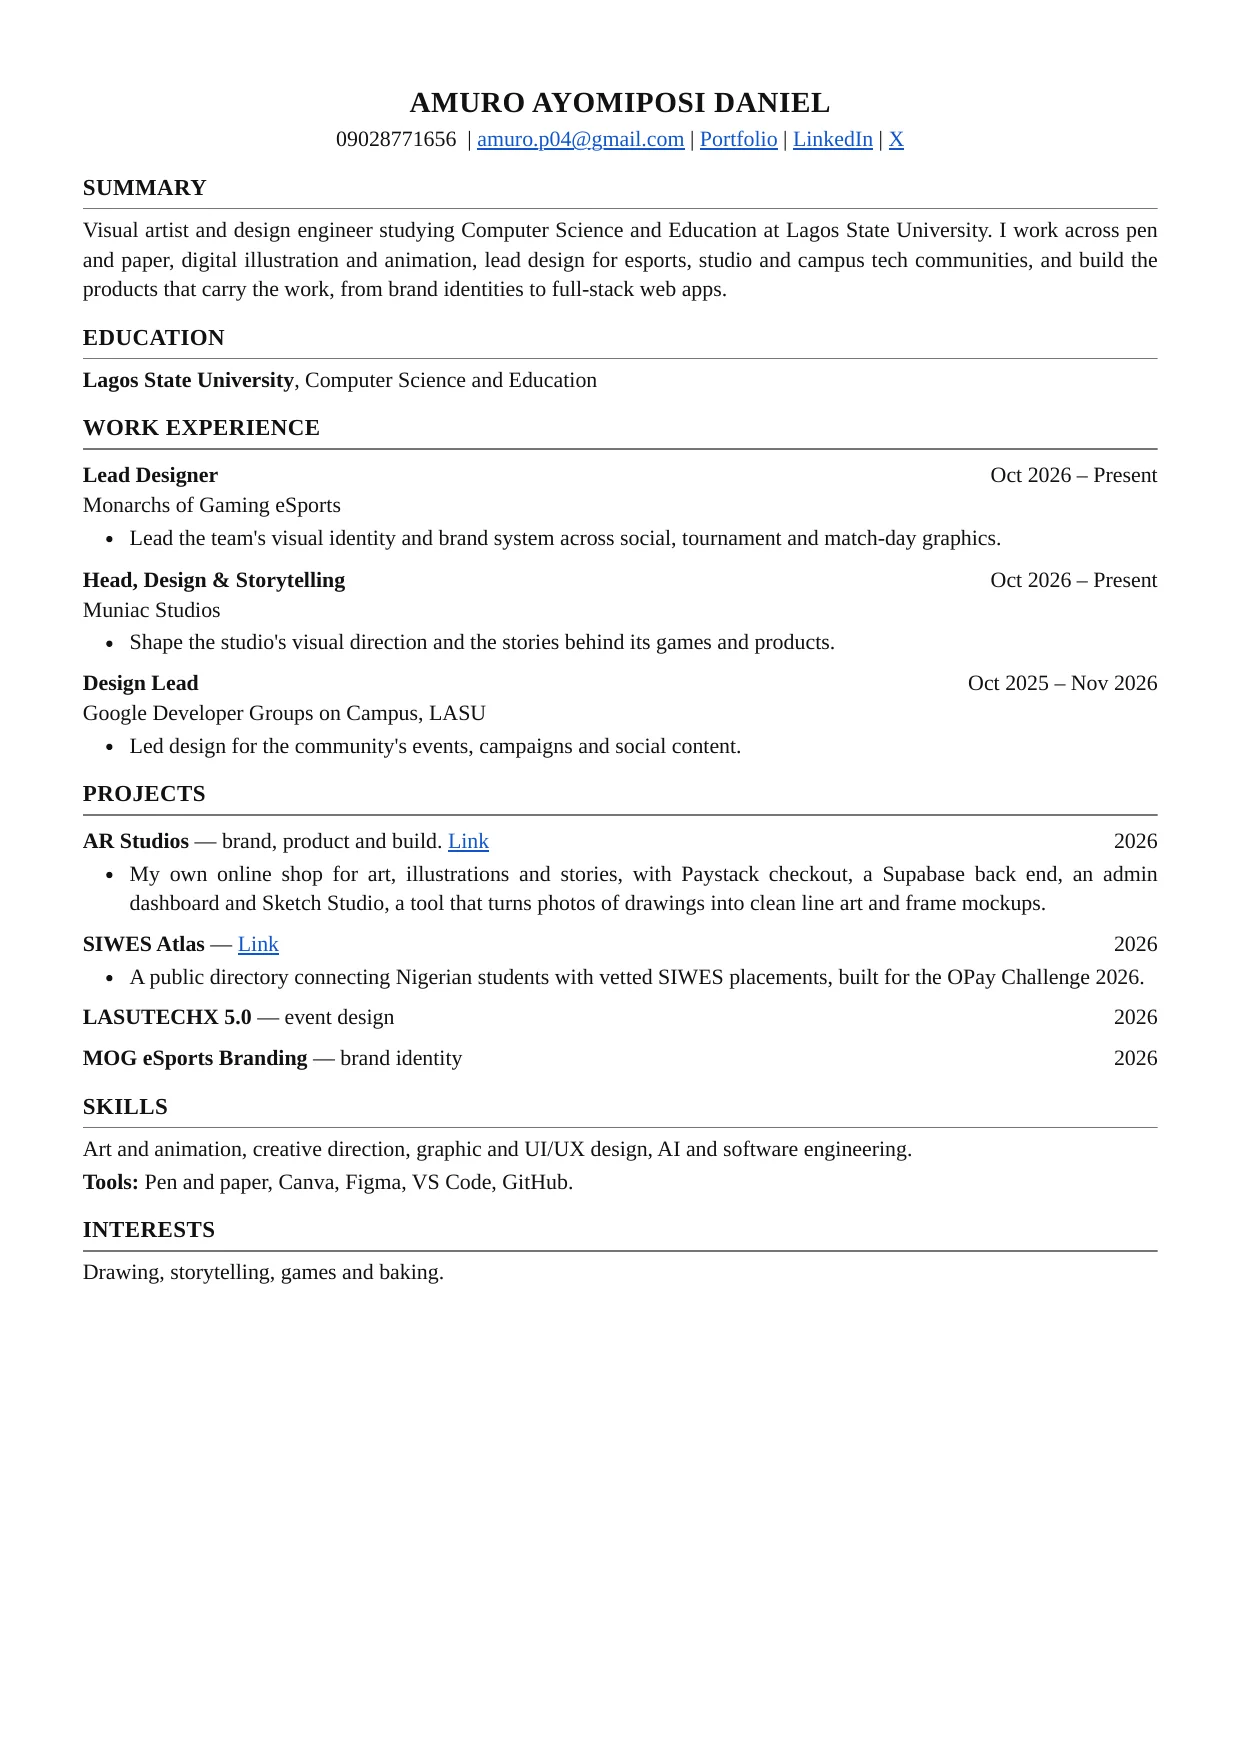 AMURO AYOMIPOSI DANIEL
09028771656 | amuro.p04@gmail.com | Portfolio | LinkedIn | X
SUMMARY
Visual artist and design engineer studying Computer Science and Education at Lagos State University. I work across pen
and paper, digital illustration and animation, lead design for esports, studio and campus tech communities, and build the
products that carry the work, from brand identities to full-stack web apps.
EDUCATION
Lagos State University, Computer Science and Education
WORK EXPERIENCE
Lead Designer Oct 2026 – Present
Monarchs of Gaming eSports
• Lead the team's visual identity and brand system across social, tournament and match-day graphics.
Head, Design & Storytelling Oct 2026 – Present
Muniac Studios
• Shape the studio's visual direction and the stories behind its games and products.
Design Lead Oct 2025 – Nov 2026
Google Developer Groups on Campus, LASU
• Led design for the community's events, campaigns and social content.
PROJECTS
AR Studios — brand, product and build. Link 2026
• My own online shop for art, illustrations and stories, with Paystack checkout, a Supabase back end, an admin
dashboard and Sketch Studio, a tool that turns photos of drawings into clean line art and frame mockups.
SIWES Atlas — Link 2026
• A public directory connecting Nigerian students with vetted SIWES placements, built for the OPay Challenge 2026.
LASUTECHX 5.0 — event design 2026
MOG eSports Branding — brand identity 2026
SKILLS
Art and animation, creative direction, graphic and UI/UX design, AI and software engineering.
Tools: Pen and paper, Canva, Figma, VS Code, GitHub.
INTERESTS
Drawing, storytelling, games and baking.